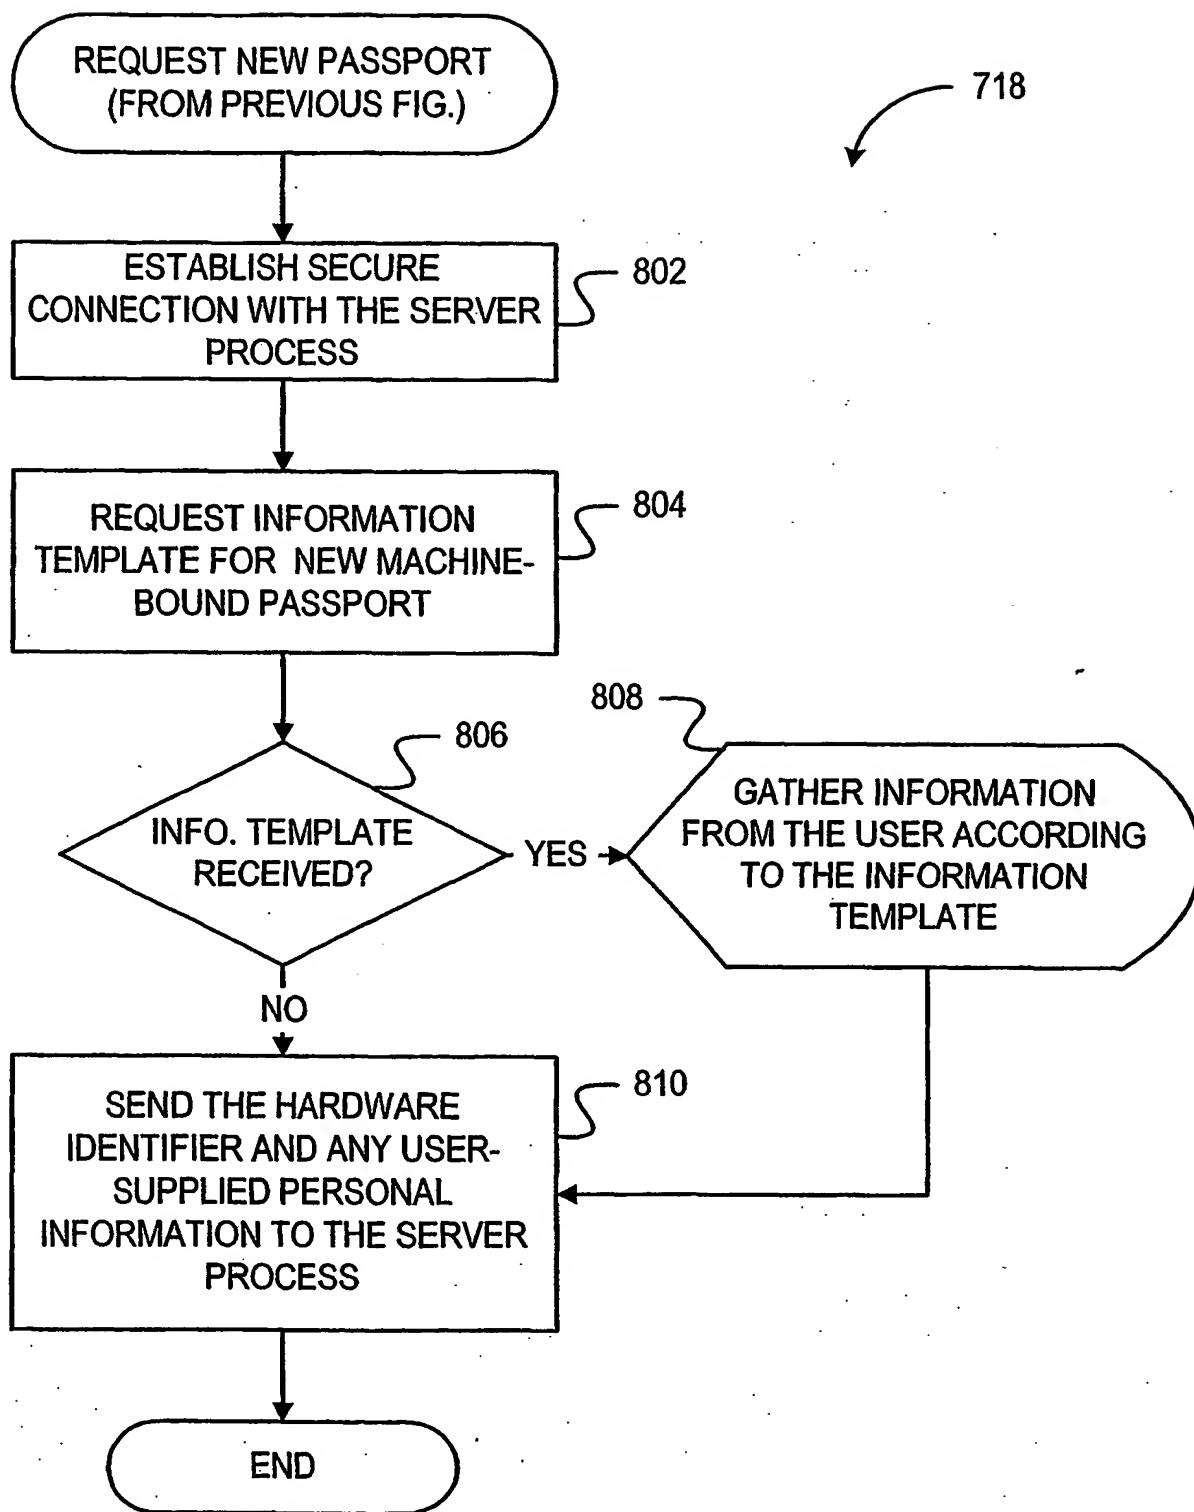 REQUEST NEW PASSPORT
(FROM PREVIOUS FIG.)
718
ESTABLISH SECURE
CONNECTION WITH THE SERVER
PROCESS
802
REQUEST INFORMATION
TEMPLATE FOR NEW MACHINE-
BOUND PASSPORT
804
806
INFO. TEMPLATE
RECEIVED?
YES
808
GATHER INFORMATION
FROM THE USER ACCORDING
TO THE INFORMATION
TEMPLATE
NO
SEND THE HARDWARE
IDENTIFIER AND ANY USER-
SUPPLIED PERSONAL
INFORMATION TO THE SERVER
PROCESS
810
END